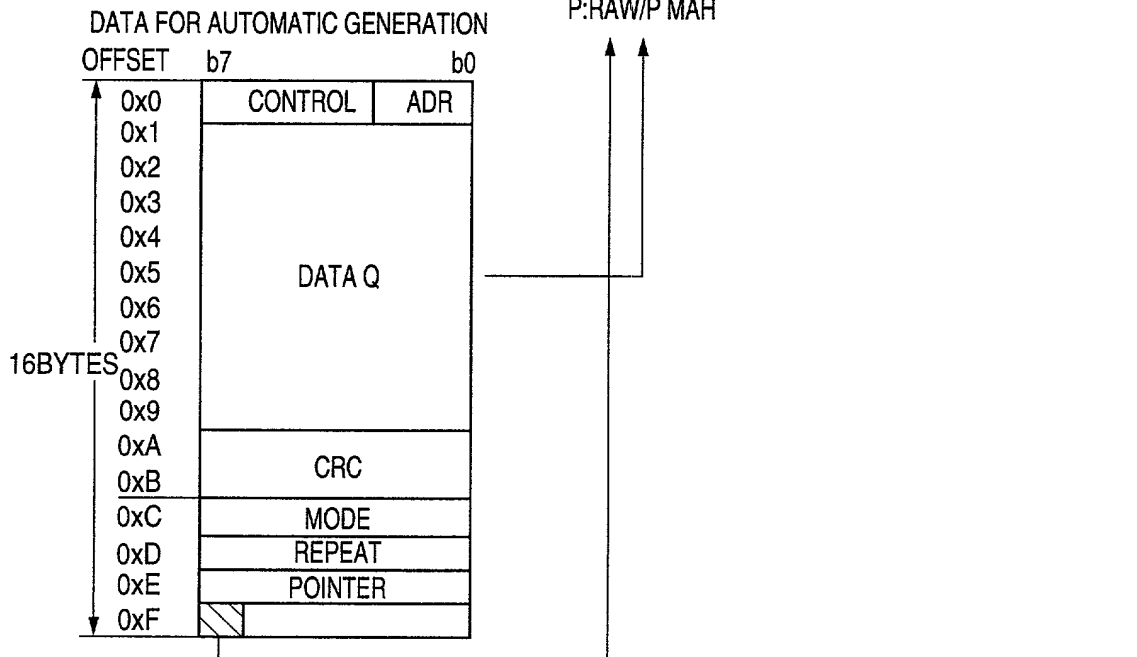 P:RAW/P MAH
DATA FOR AUTOMATIC GENERATION
OFFSET b7 b0
0x0 CONTROL ADR
0x1
0x2
0x3
0x4
0x5 DATA Q
0x6
0x7
16BYTES
0x8
0x9
0xA
CRC
0xB
0xC MODE
0xD REPEAT
0xE POINTER
0xF